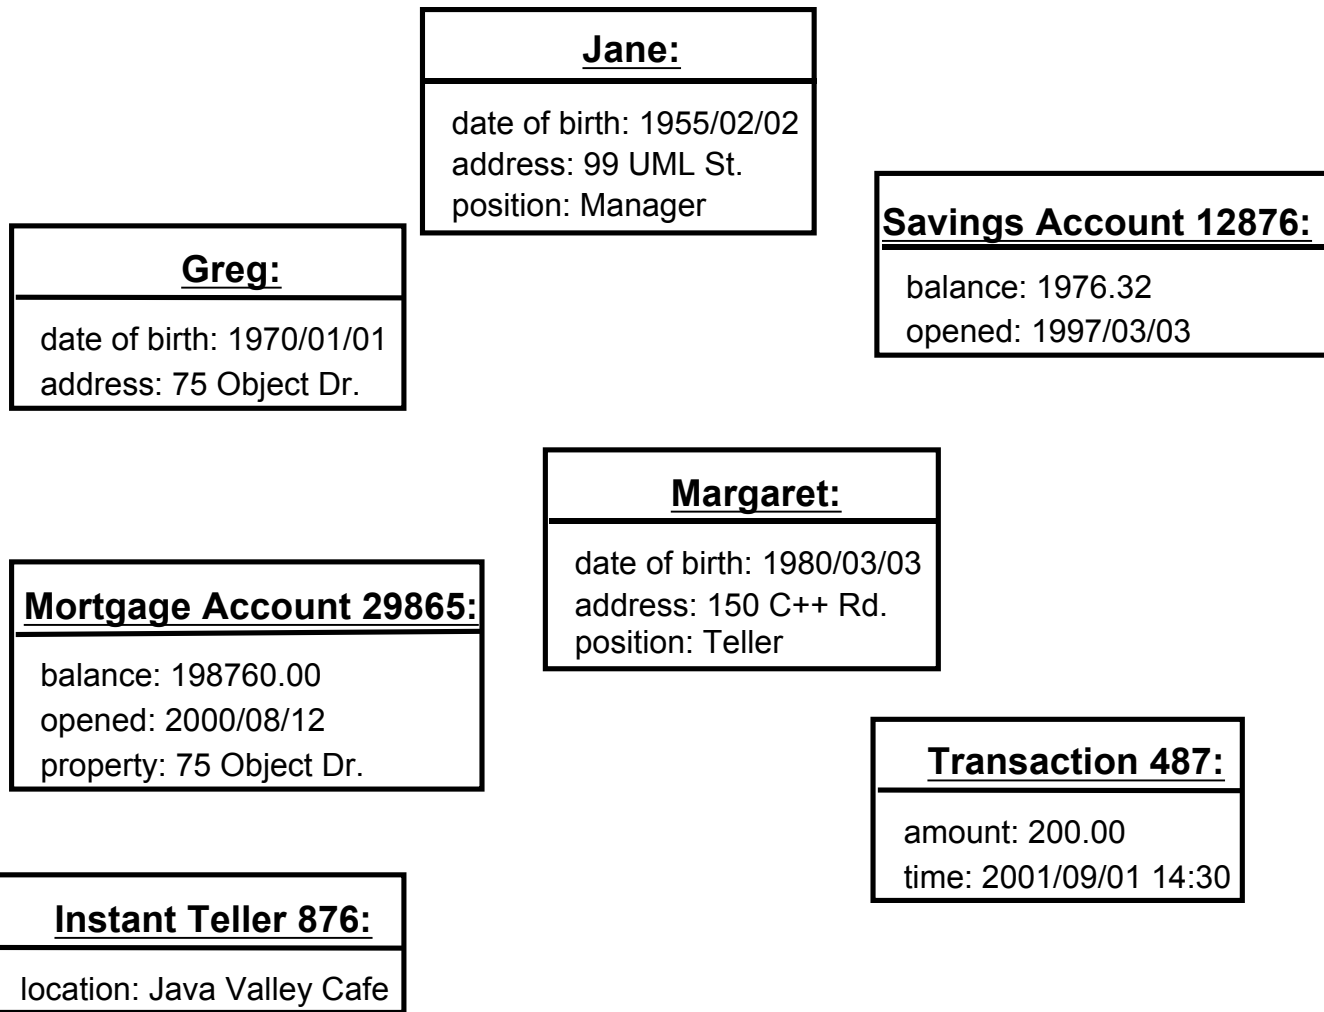 Jane:
date of birth: 1955/02/02
address: 99 UML St.
position: Manager
Savings Account 12876:
balance: 1976.32
opened: 1997/03/03
Greg:
date of birth: 1970/01/01
address: 75 Object Dr.
Margaret:
date of birth: 1980/03/03
address: 150 C++ Rd.
position: Teller
Mortgage Account 29865:
balance: 198760.00
opened: 2000/08/12
property: 75 Object Dr.
Transaction 487:
amount: 200.00
time: 2001/09/01 14:30
Instant Teller 876:
location: Java Valley Cafe